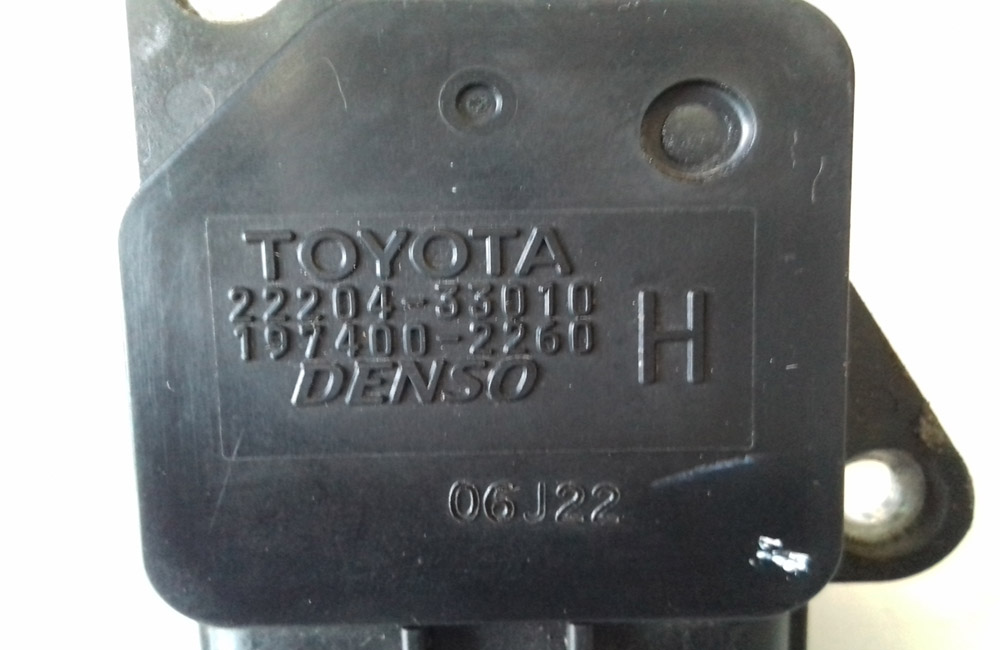 TOYOTA
22204-33010
197400-2260
DENSO
H
06J22